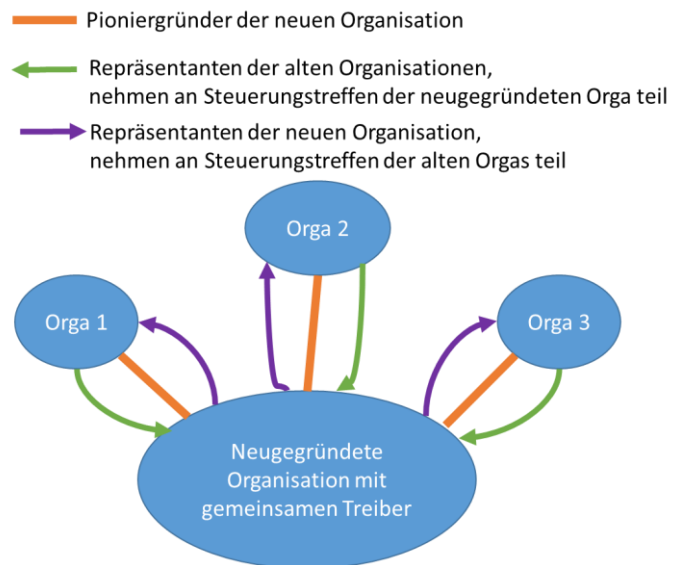 Pioniergründer der neuen Organisation
Repräsentanten der alten Organisationen,
nehmen an Steuerungstreffen der neugegründeten Orga teil
Repräsentanten der neuen Organisation,
nehmen an Steuerungstreffen der alten Orgas teil
Orga 2
Orga 1
Orga 3
Neugegründete
Organisation mit
gemeinsamen Treiber